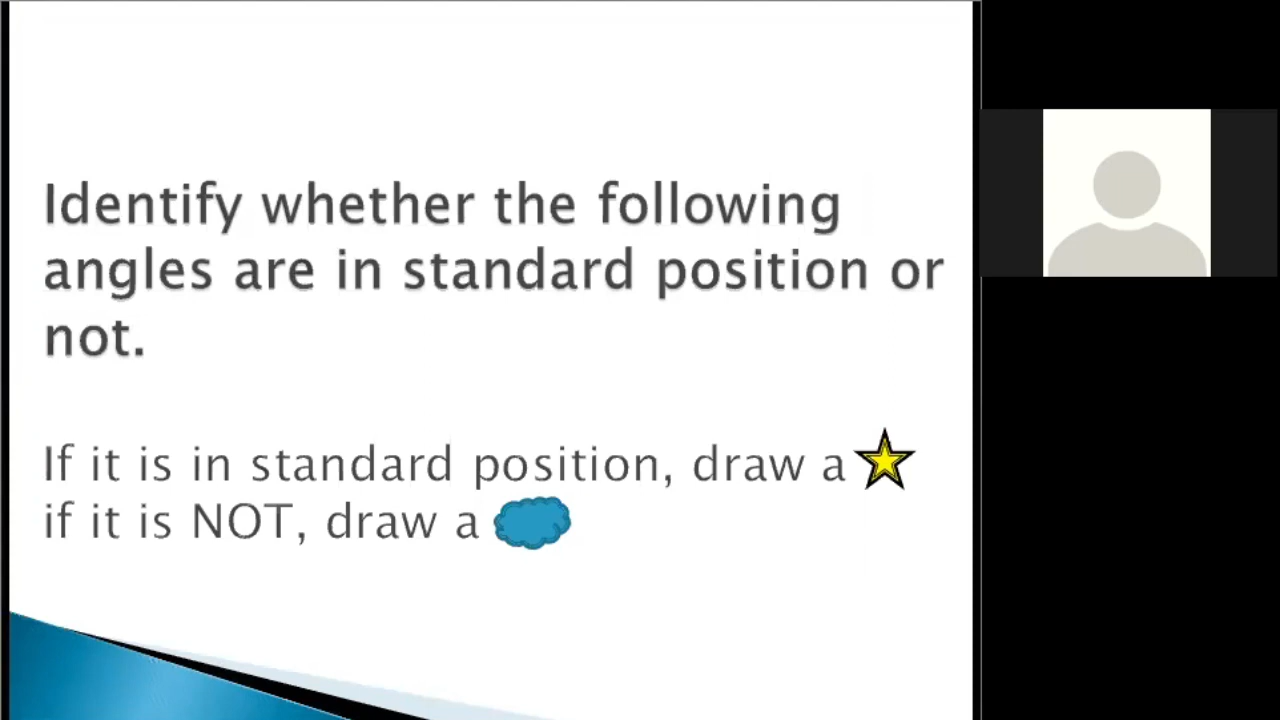 Identify whether the following
angles are in standard position or
not.
If it is in standard position, draw a
if it is NOT, draw a